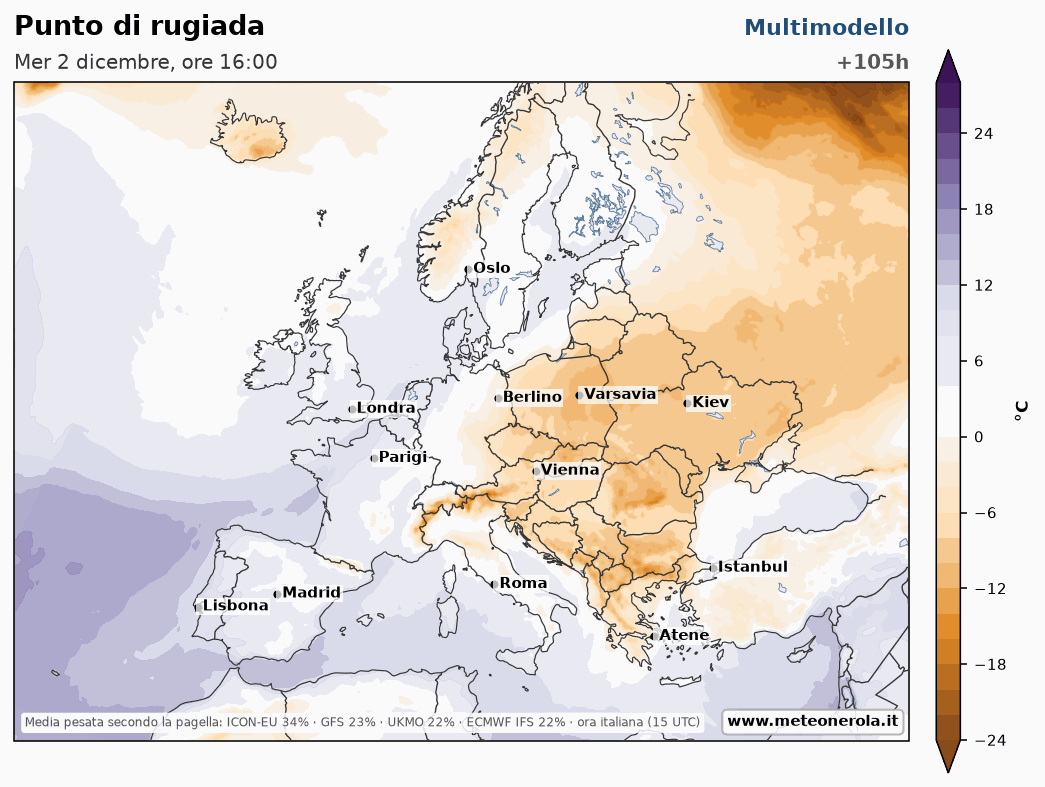 Punto di rugiada
Multimodello
Mer 2 dicembre, ore 16:00
+105h
24
18
12
6
0
−6
−12
−18
−24
°C
Oslo
Berlino
Varsavia
Kiev
Londra
Parigi
Vienna
Istanbul
Roma
Madrid
Lisbona
Atene
Media pesata secondo la pagella: ICON-EU 34% · GFS 23% · UKMO 22% · ECMWF IFS 22% · ora italiana (15 UTC)
www.meteonerola.it